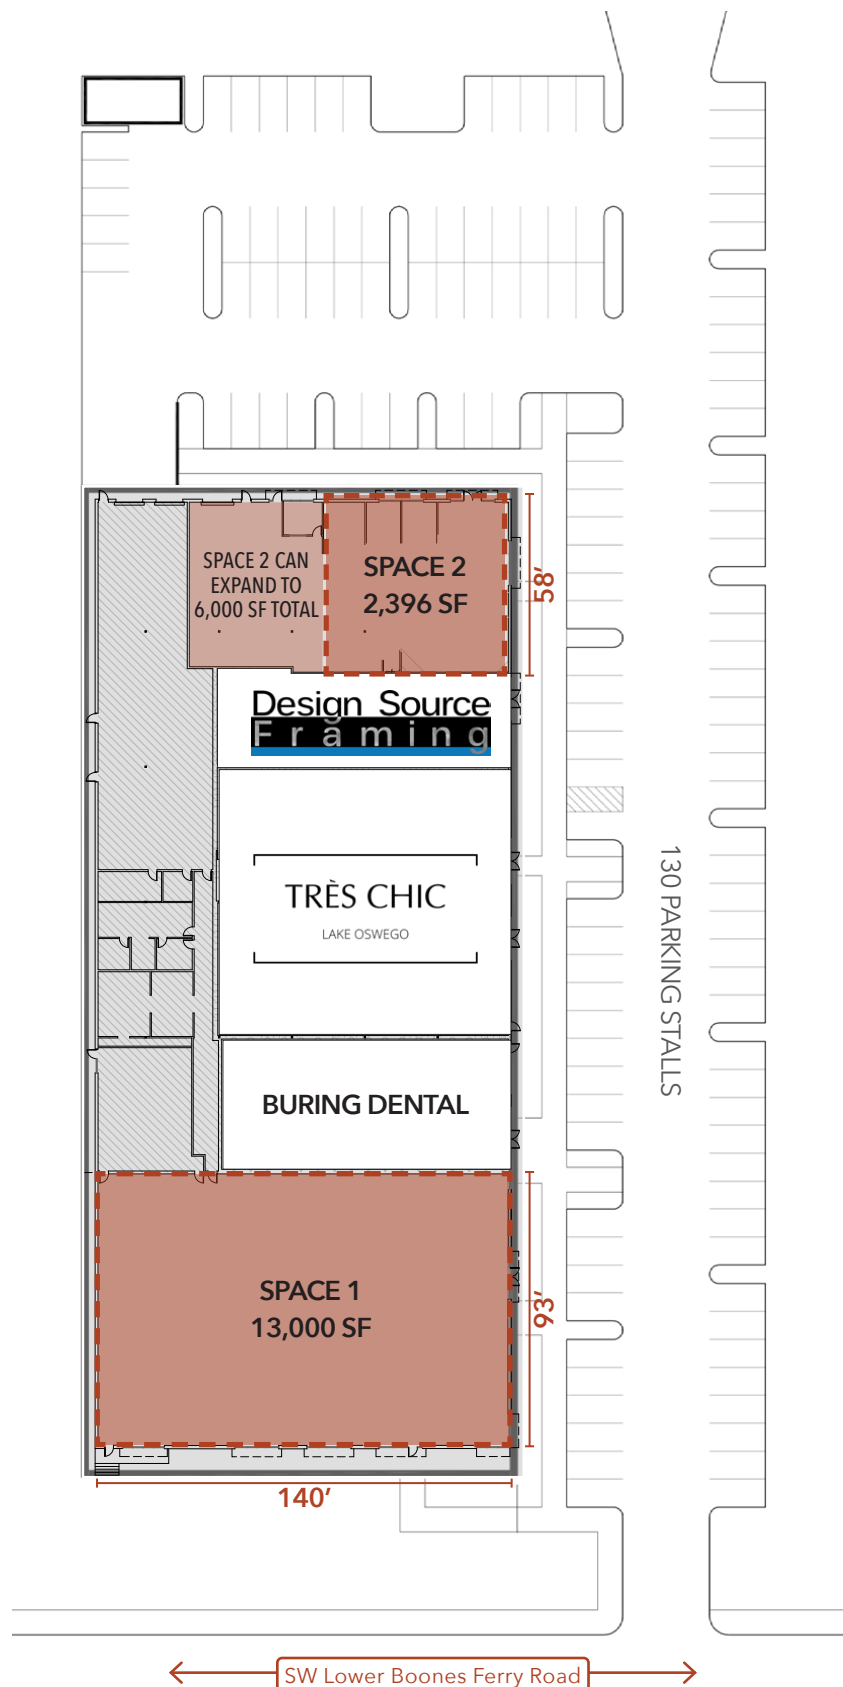 SPACE 2 CAN
EXPAND TO
6,000 SF TOTAL
SPACE 2
2,396 SF
58’
Design Source
Framing
TRÈS CHIC
LAKE OSWEGO
130 PARKING STALLS
BURING DENTAL
SPACE 1
13,000 SF
93’
140’
SW Lower Boones Ferry Road